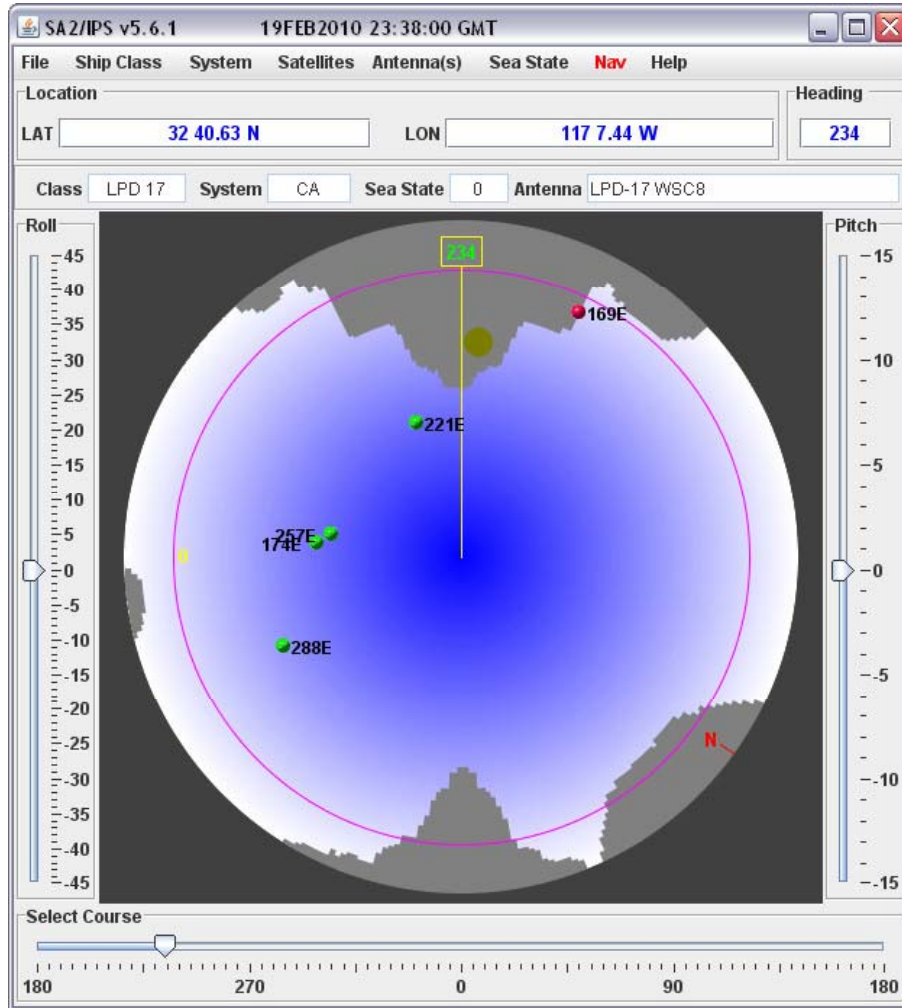 SA2/IPS v5.6.1 19FEB2010 23:38:00 GMT
File Ship Class System Satellites Antenna(s) Sea State Nav Help
Location Heading
LAT 32 40.63 N LON 117 7.44 W 234
Class LPD 17 System CA Sea State 0 Antenna LPD-17 WSC8
Roll Pitch
45 234 15
40
35 169E
30 10
25
20 221E
15 5
10
5 257E
174E
0 0 0
-5
-10 288E
-15 -5
-20
-25 N
-30 -10
-35
-40
-45 -15
Select Course
180 270 0 90 180